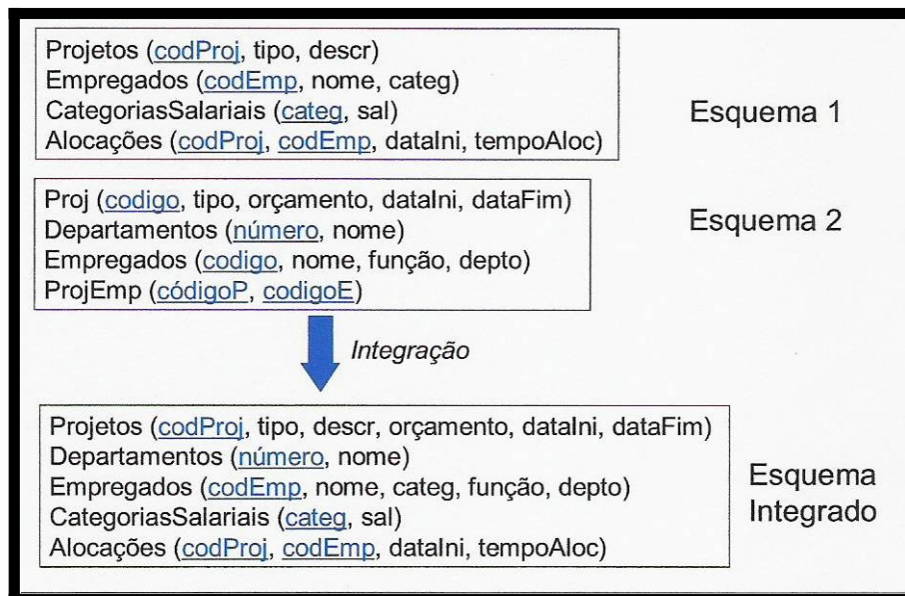 Projetos (codProj, tipo, descr)
Empregados (codEmp, nome, categ)
CategoriasSalariais (categ, sal)
Alocações (codProj, codEmp, dataIni, tempoAloc)
Esquema 1
Proj (codigo, tipo, orçamento, dataIni, dataFim)
Departamentos (número, nome)
Empregados (codigo, nome, função, depto)
ProjEmp (códigoP, codigoE)
Esquema 2
Integração
Projetos (codProj, tipo, descr, orçamento, dataIni, dataFim)
Departamentos (número, nome)
Empregados (codEmp, nome, categ, função, depto)
CategoriasSalariais (categ, sal)
Alocações (codProj, codEmp, dataIni, tempoAloc)
Esquema
Integrado